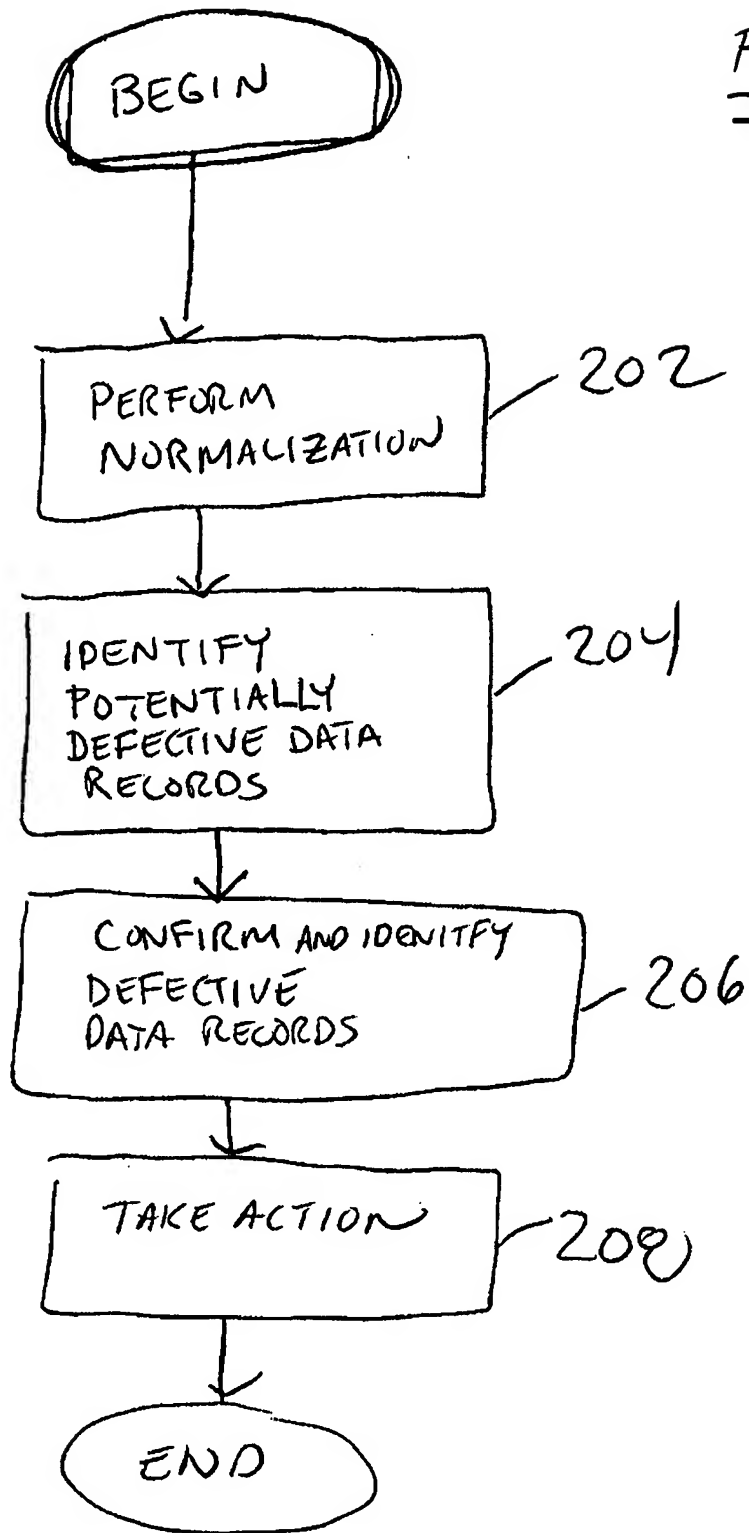 BEGIN
PERFORM
NORMALIZATION
202
IDENTIFY
POTENTIALLY
DEFECTIVE DATA
RECORDS
204
CONFIRM AND IDENITFY
DEFECTIVE
DATA RECORDS
206
TAKE ACTION
208
END